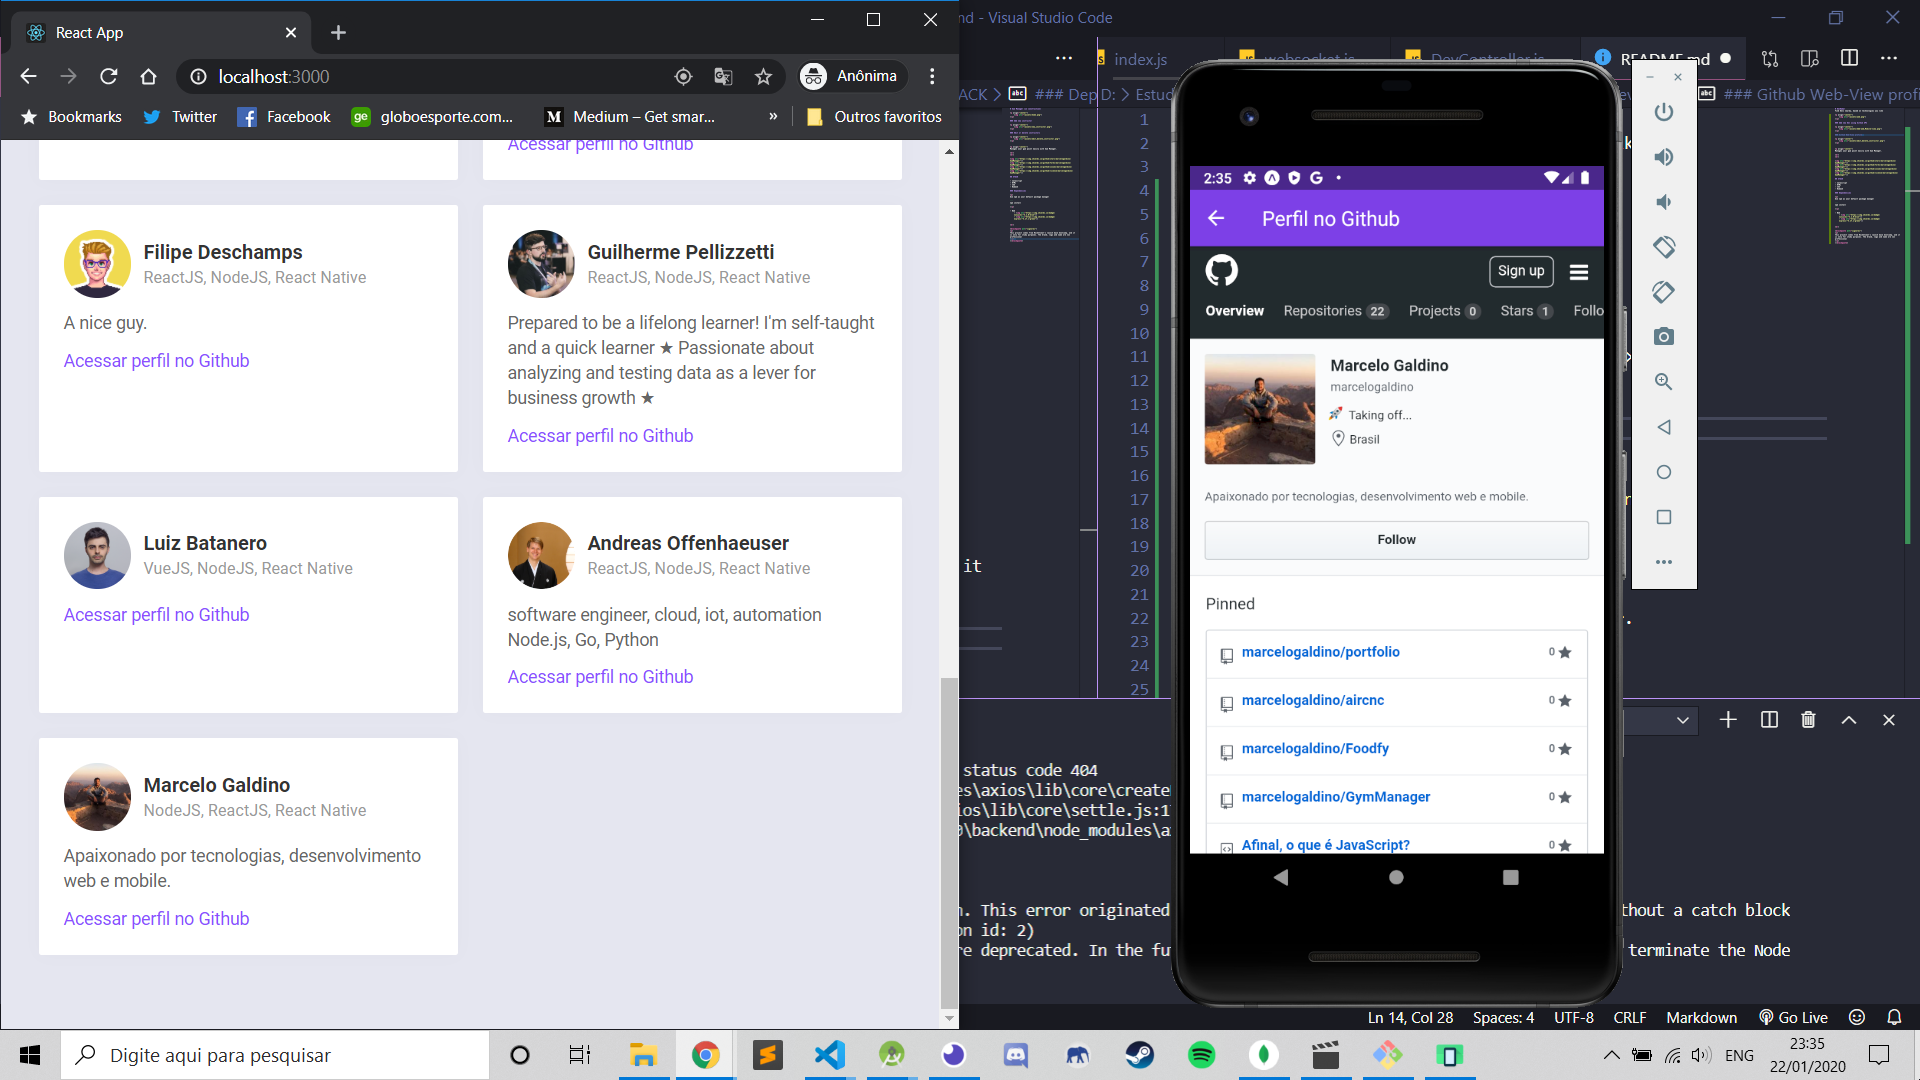 React App
localhost:3000
Anônima
Bookmarks
Twitter
Facebook
ge
globoesporte.com...
M
Medium – Get smar...
»
Outros favoritos
Acessar perfil no Github
Filipe Deschamps
ReactJS, NodeJS, React Native
A nice guy.
Acessar perfil no Github
Guilherme Pellizzetti
ReactJS, NodeJS, React Native
Prepared to be a lifelong learner! I'm self-taught
and a quick learner ★ Passionate about
analyzing and testing data as a lever for
business growth ★
Acessar perfil no Github
Luiz Batanero
VueJS, NodeJS, React Native
Acessar perfil no Github
Andreas Offenhaeuser
ReactJS, NodeJS, React Native
software engineer, cloud, iot, automation
Node.js, Go, Python
Acessar perfil no Github
Marcelo Galdino
NodeJS, ReactJS, React Native
Apaixonado por tecnologias, desenvolvimento
web e mobile.
Acessar perfil no Github
nd - Visual Studio Code
index.js
websocket.js
DevController.js
README.md
ACK > ### Dep
D: > Estud
### Github Web-View profi
1
2
3
4
5
6
7
8
9
10
11
12
13
14
15
16
17
18
19
20
21
22
23
24
25
it
2:35
Perfil no Github
Sign up
Overview
Repositories 22
Projects 0
Stars 1
Follo
Marcelo Galdino
marcelogaldino
Taking off...
Brasil
Apaixonado por tecnologias, desenvolvimento web e mobile.
Follow
Pinned
marcelogaldino/portfolio
0 ★
marcelogaldino/aircnc
0 ★
marcelogaldino/Foodfy
0 ★
marcelogaldino/GymManager
0 ★
Afinal, o que é JavaScript?
0 ★
status code 404
es\axios\lib\core\create
ios\lib\core\settle.js:1
0\backend\node_modules\a
n. This error originated
thout a catch block
on id: 2)
re deprecated. In the fu
terminate the Node
Ln 14, Col 28
Spaces: 4
UTF-8
CRLF
Markdown
Go Live
Digite aqui para pesquisar
ENG
23:35
22/01/2020